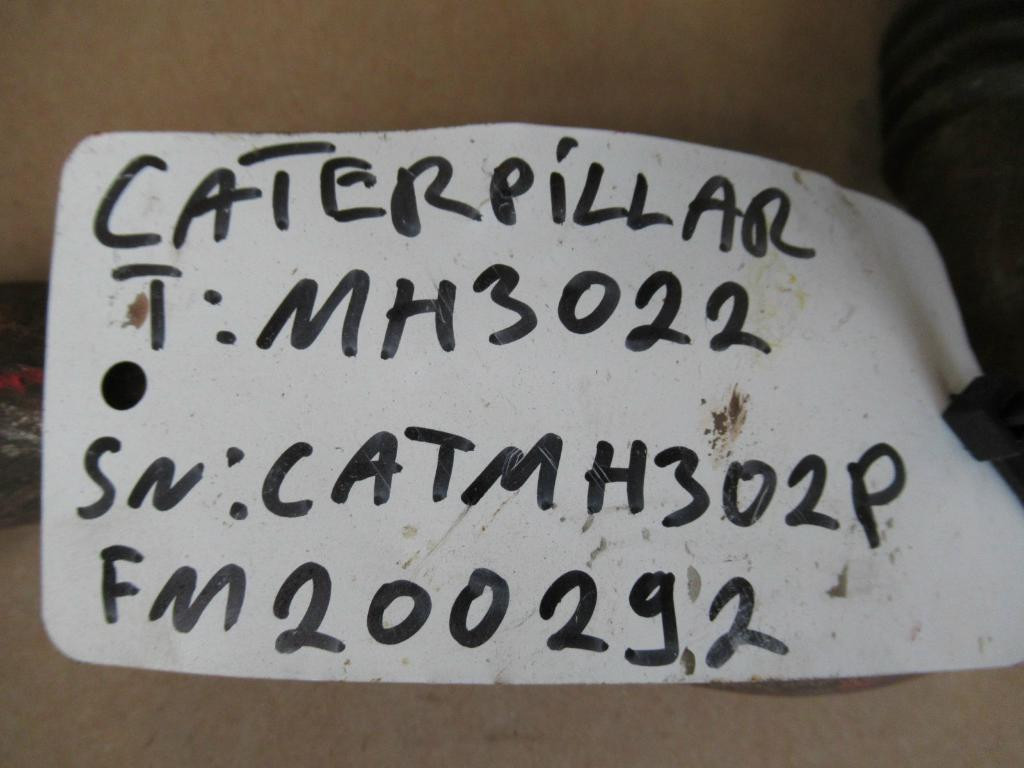 CATERPiLLAR
T: MH3022
SN: CATMH302P
FM200292